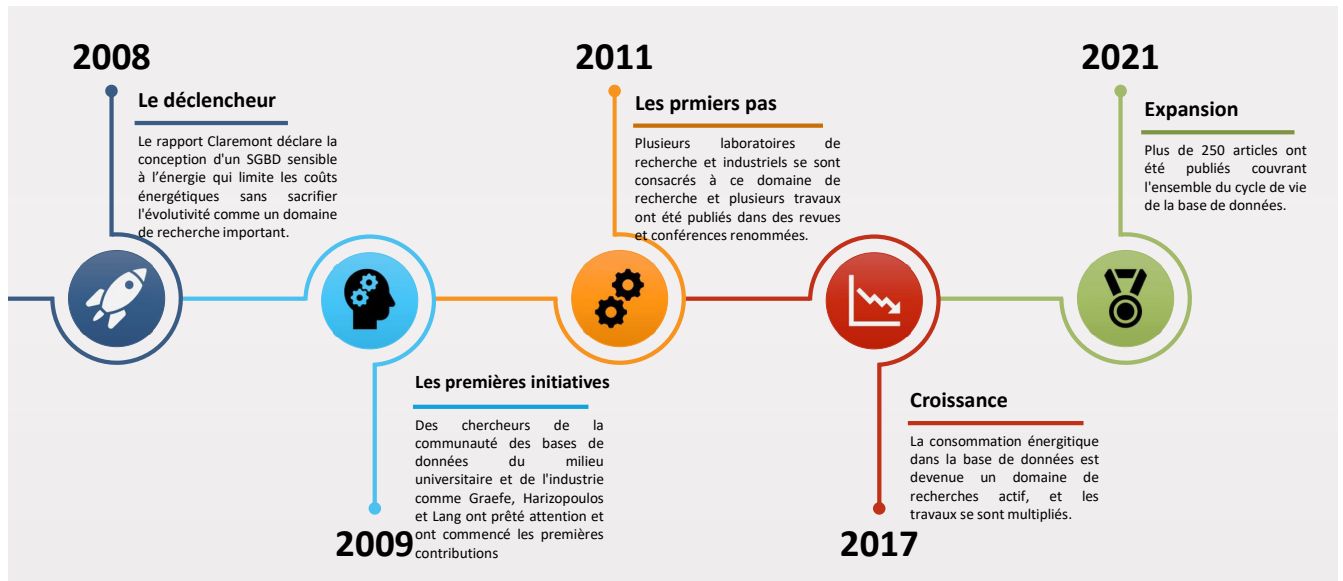 2008
Le déclencheur
Le rapport Claremont déclare la
conception d'un SGBD sensible
à l’énergie qui limite les coûts
énergétiques sans sacrifier
l'évolutivité comme un domaine
de recherche important.
2009
Les premières initiatives
Des chercheurs de la
communauté des bases de
données du milieu
universitaire et de l'industrie
comme Graefe, Harizopoulos
et Lang ont prêté attention et
ont commencé les premières
contributions
2011
Les prmiers pas
Plusieurs laboratoires de
recherche et industriels se sont
consacrés à ce domaine de
recherche et plusieurs travaux
ont été publiés dans des revues
et conférences renommées.
2017
Croissance
La consommation énergitique
dans la base de données est
devenue un domaine de
recherches actif, et les
travaux se sont multipliés.
2021
Expansion
Plus de 250 articles ont
été publiés couvrant
l'ensemble du cycle de vie
de la base de données.